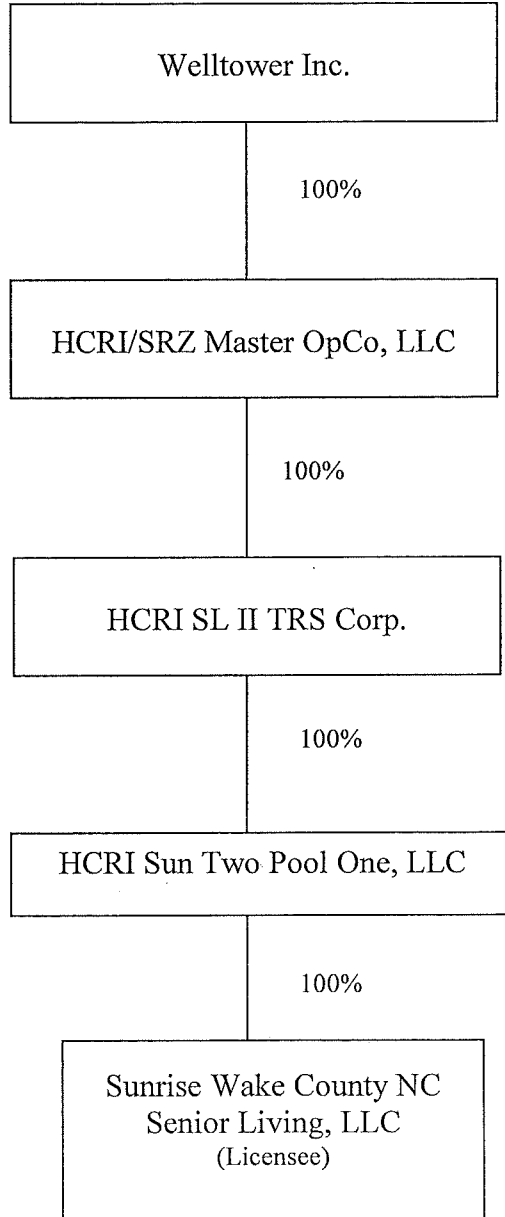 Welltower Inc.
100%
HCRI/SRZ Master OpCo, LLC
100%
HCRI SL II TRS Corp.
100%
HCRI Sun Two Pool One, LLC
100%
Sunrise Wake County NC
Senior Living, LLC
(Licensee)